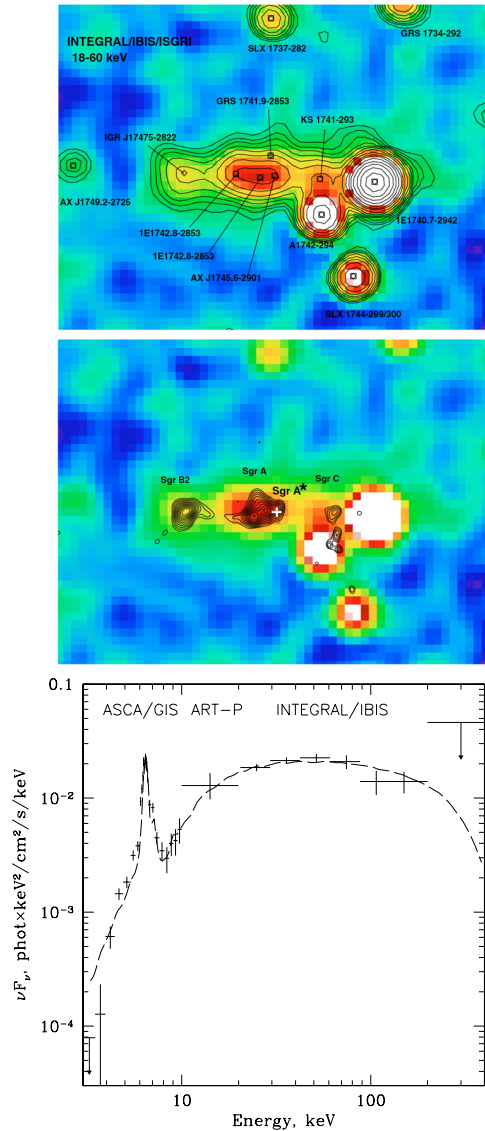 INTEGRAL/IBIS/ISGRI
18-60 keV
SLX 1737-282
GRS 1734-292
GRS 1741.9-2853
KS 1741-293
IGR J17475-2822
AX J1749.2-2725
1E1742.8-2853
1E1740.7-2942
A1742-294
1E1742.8-2853
AX J1745.6-2901
SLX 1744-299/300
Sgr A
Sgr B2
Sgr C
Sgr A*
0.1
ASCA/GIS ART-P INTEGRAL/IBIS
10⁻²
10⁻³
10⁻⁴
νFᵥ, phot×keV²/cm²/s/keV
10 100
Energy, keV